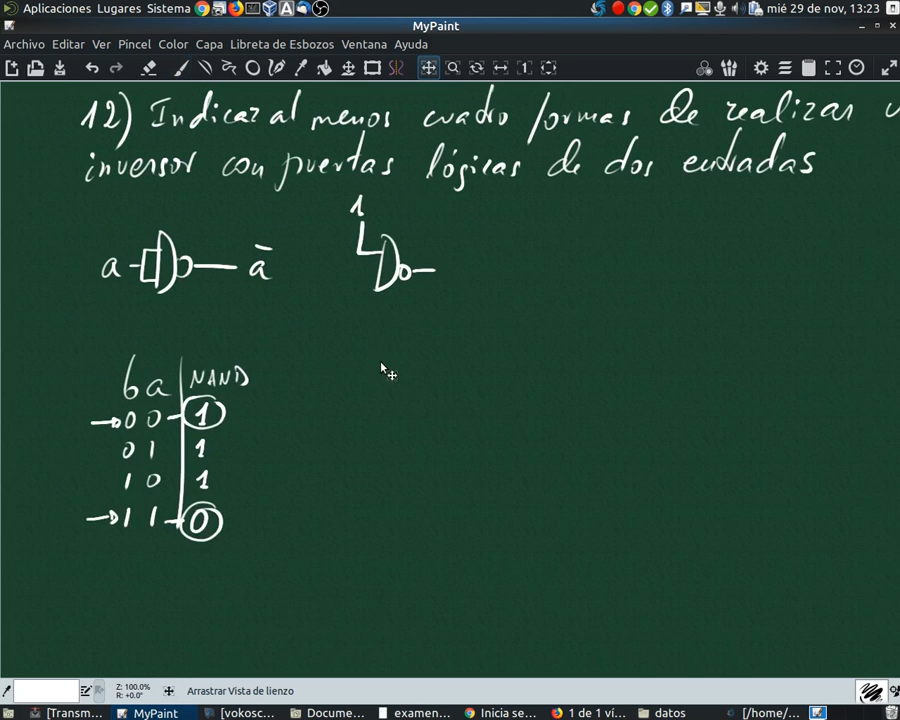 Aplicaciones Lugares Sistema mié 29 de nov, 13:23
MyPaint
Archivo Editar Ver Pincel Color Capa Libreta de Esbozos Ventana Ayuda
12) Indicar al menos cuadro formas de realizar u
inversor con puertas lógicas de dos entradas
1
a ā
b a NAND
0 0 1
0 1 1
1 0 1
1 1 0
Z: 100.0%
R: +0.0°
Arrastrar Vista de lienzo
[Transm... MyPaint [vokosc... Docume... examen... Inicia se... 1 de 1 ví... datos [/home/...